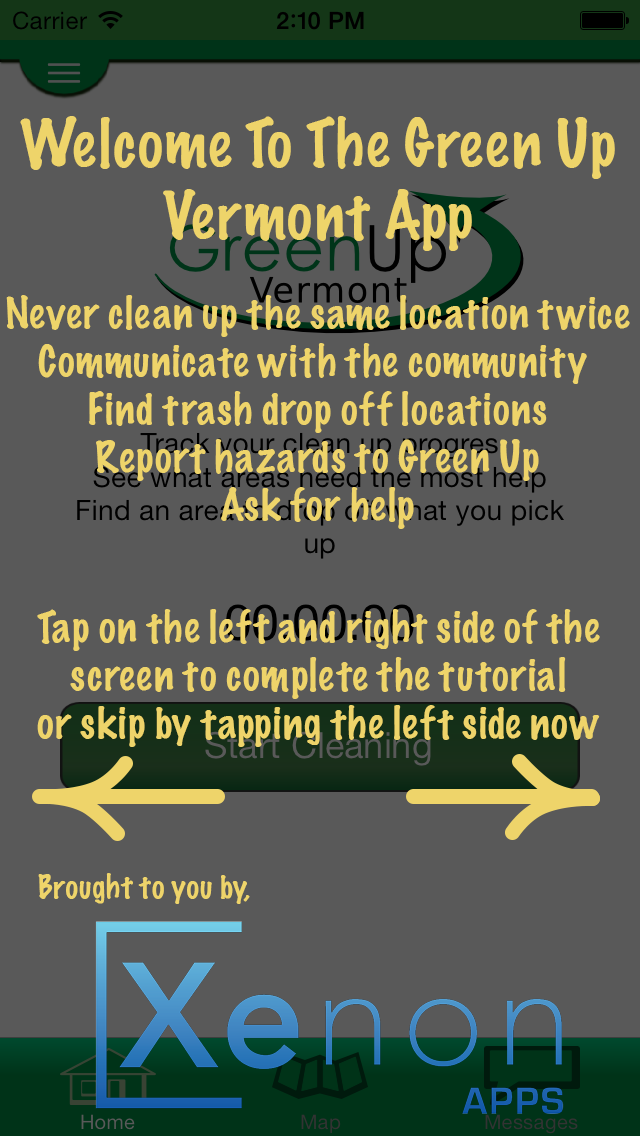 Carrier 2:10 PM
Welcome To The Green Up
Vermont App
GreenUp
Vermont
Never clean up the same location twice
Communicate with the community
Find trash drop off locations
Track your clean up progres
Report hazards to Green Up
See what areas need the most help
Ask for help
Find an area to drop off what you pick
up
00:00:00
Tap on the left and right side of the
screen to complete the tutorial
or skip by tapping the left side now
Start Cleaning
Brought to you by,
Xenon
APPS
Home Map Messages